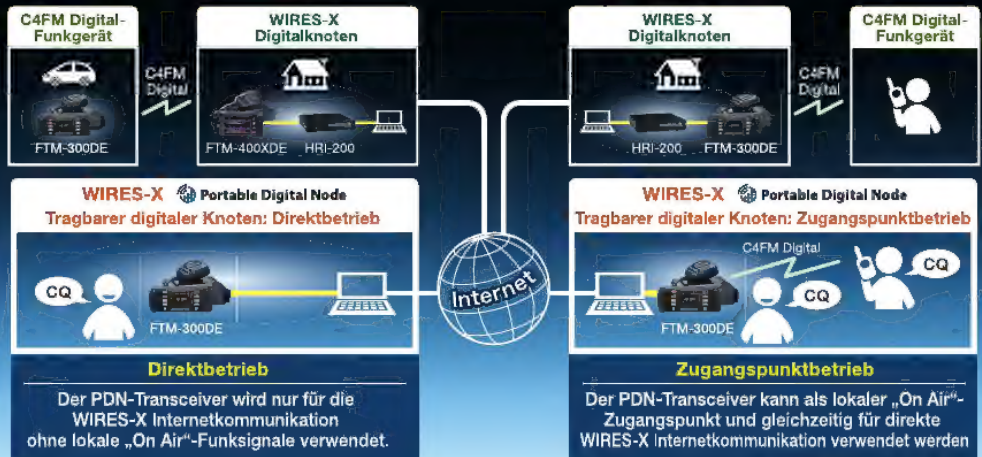 C4FM Digital-
Funkgerät
C4FM
Digital
FTM-300DE
WIRES-X
Digitalknoten
FTM-400XDE
HRI-200
WIRES-X
Digitalknoten
HRI-200
FTM-300DE
C4FM
Digital
C4FM Digital-
Funkgerät
WIRES-X Portable Digital Node
Tragbarer digitaler Knoten: Direktbetrieb
CQ
FTM-300DE
Internet
WIRES-X Portable Digital Node
Tragbarer digitaler Knoten: Zugangspunktbetrieb
C4FM Digital
CQ
CQ
FTM-300DE
Direktbetrieb
Der PDN-Transceiver wird nur für die
WIRES-X Internetkommunikation
ohne lokale „On Air“-Funksignale verwendet.
Zugangspunktbetrieb
Der PDN-Transceiver kann als lokaler „On Air“-
Zugangspunkt und gleichzeitig für direkte
WIRES-X Internetkommunikation verwendet werden